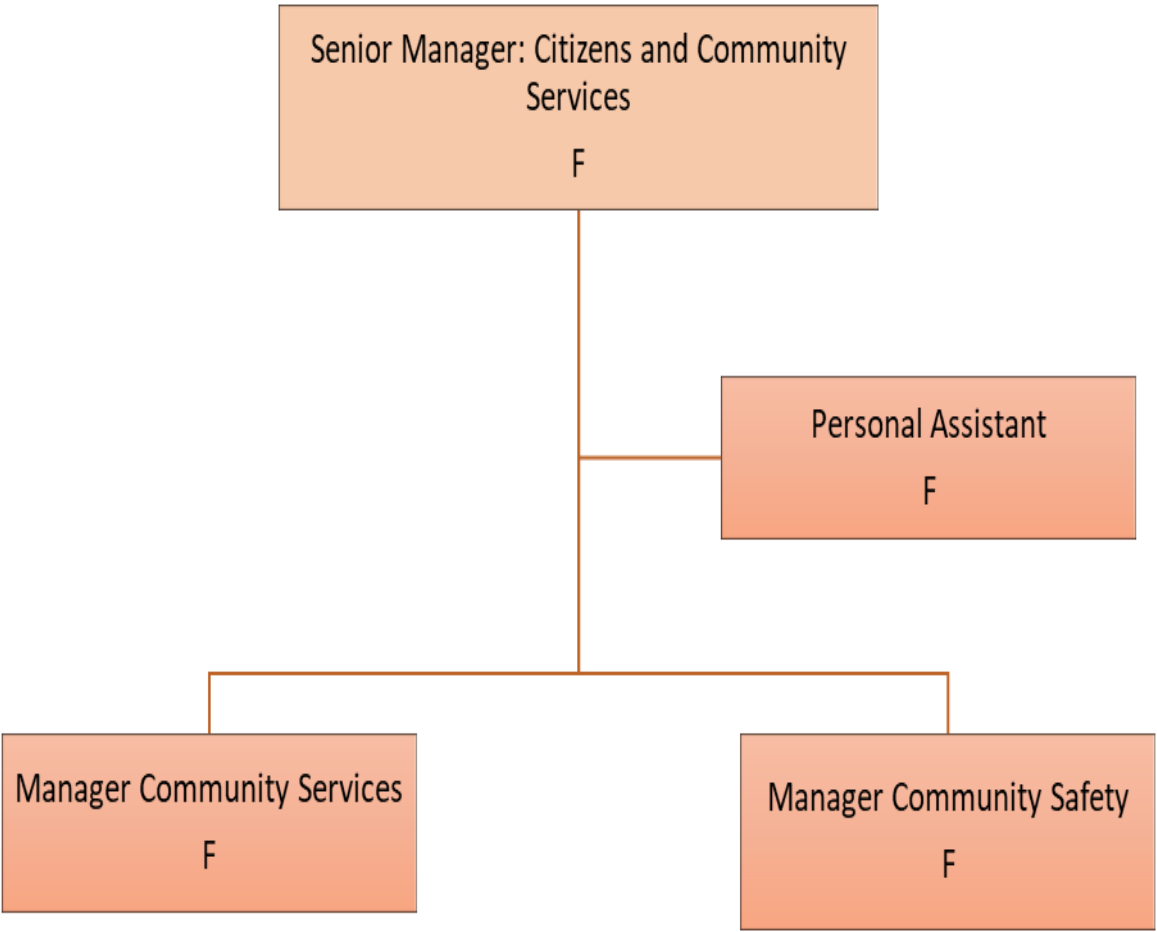 Senior Manager: Citizens and Community
Services
F
Personal Assistant
F
Manager Community Services
F
Manager Community Safety
F